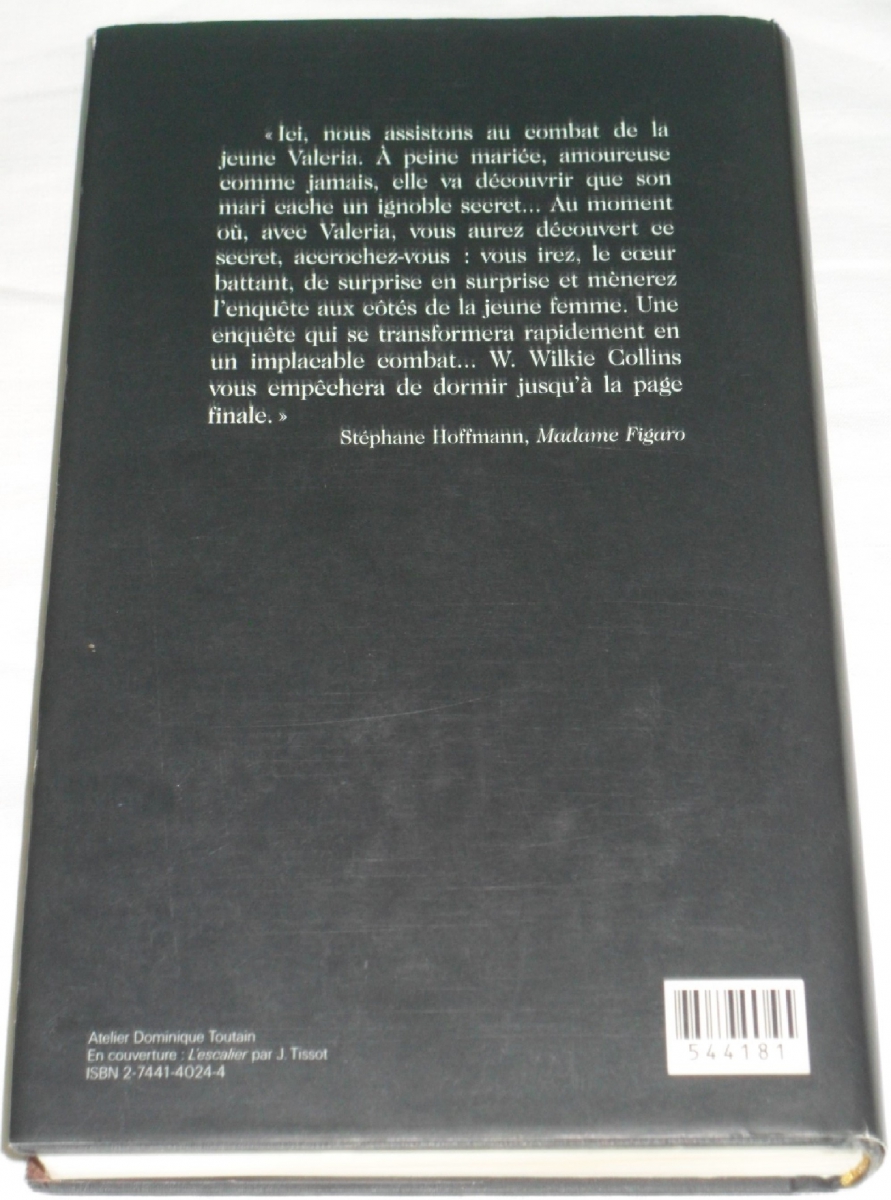 « Ici, nous assistons au combat de la
jeune Valeria. À peine mariée, amoureuse
comme jamais, elle va découvrir que son
mari cache un ignoble secret... Au moment
où, avec Valeria, vous aurez découvert ce
secret, accrochez-vous : vous irez, le cœur
battant, de surprise en surprise et mènerez
l'enquête aux côtés de la jeune femme. Une
enquête qui se transformera rapidement en
un implacable combat... W. Wilkie Collins
vous empêchera de dormir jusqu'à la page
finale. »
Stéphane Hoffmann, Madame Figaro
Atelier Dominique Toutain
En couverture : L'escalier par J. Tissot
ISBN 2-7441-4024-4
544181